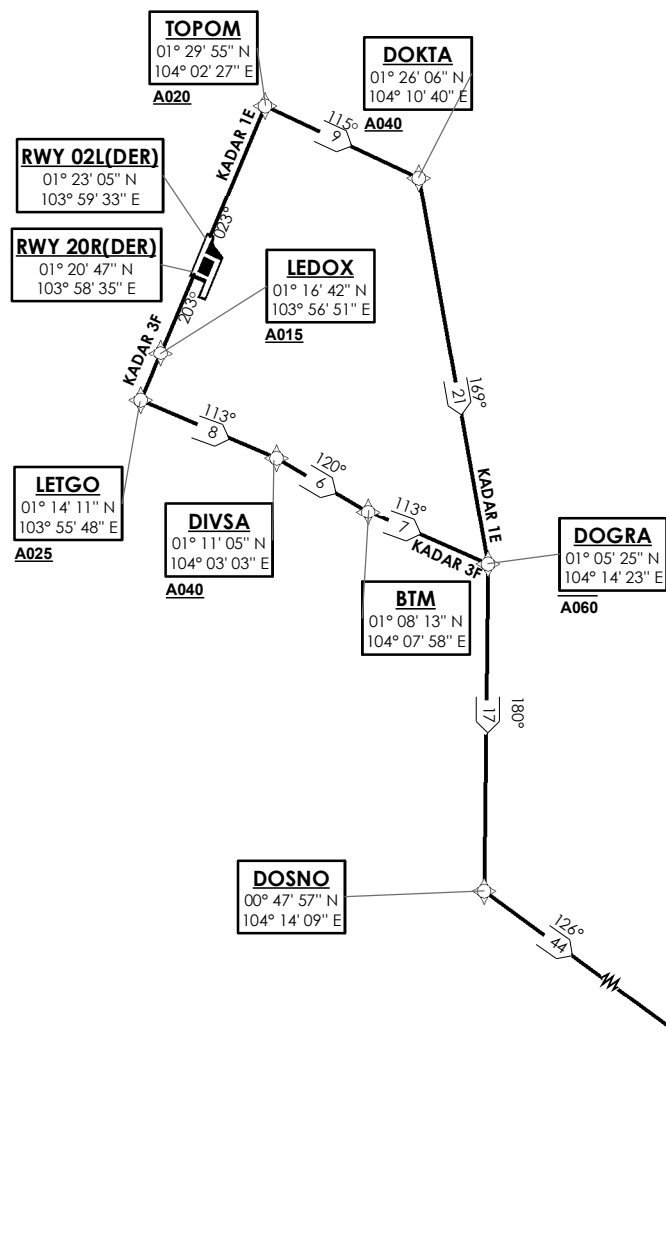 TOPOM
01° 29' 55" N
104° 02' 27" E
A020
DOKTA
01° 26' 06" N
104° 10' 40" E
A040
115°
9
KADAR 1E
RWY 02L(DER)
01° 23' 05" N
103° 59' 33" E
023°
RWY 20R(DER)
01° 20' 47" N
103° 58' 35" E
203°
LEDOX
01° 16' 42" N
103° 56' 51" E
A015
KADAR 3F
169°
21
KADAR 1E
113°
8
120°
6
113°
7
KADAR 3F
LETGO
01° 14' 11" N
103° 55' 48" E
A025
DIVSA
01° 11' 05" N
104° 03' 03" E
A040
BTM
01° 08' 13" N
104° 07' 58" E
DOGRA
01° 05' 25" N
104° 14' 23" E
A060
180°
17
DOSNO
00° 47' 57" N
104° 14' 09" E
126°
44